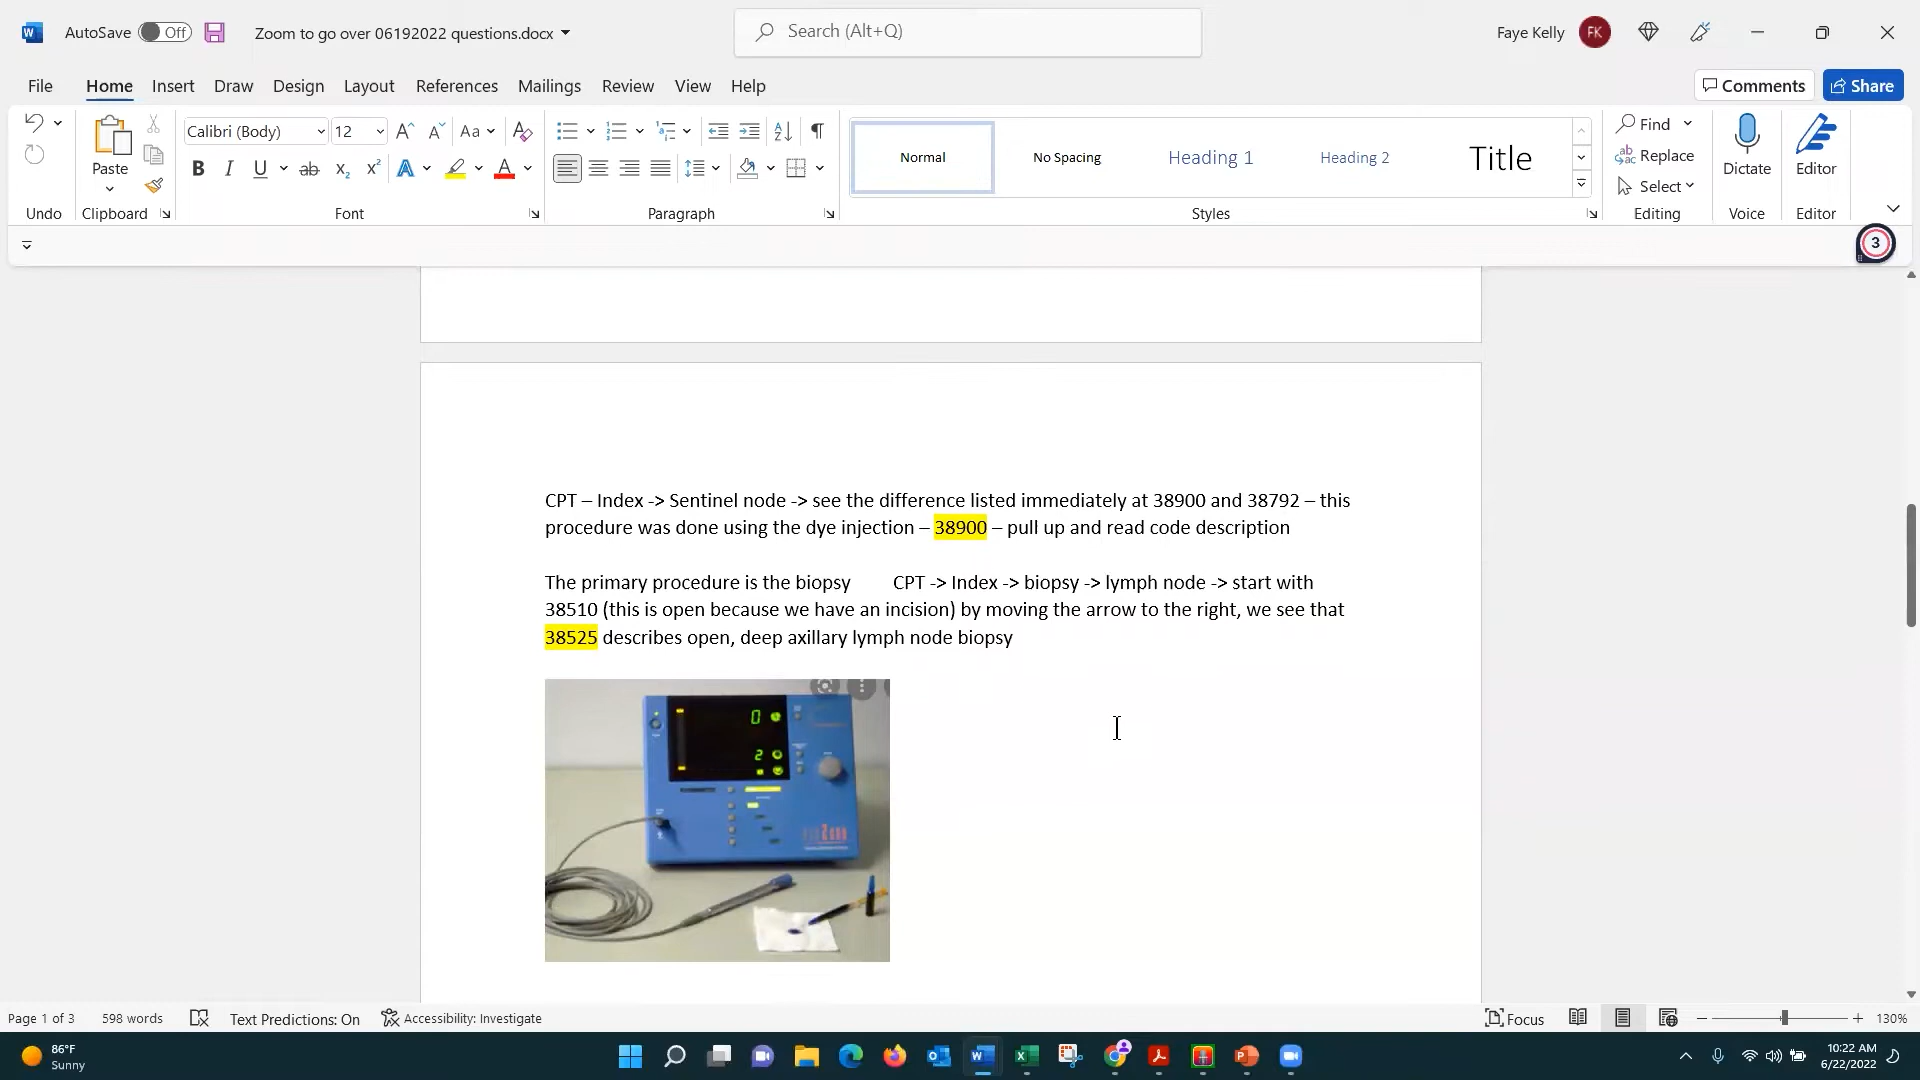 AutoSave Off Zoom to go over 06192022 questions.docx Search (Alt+Q) Faye Kelly FK
File Home Insert Draw Design Layout References Mailings Review View Help Comments Share
Calibri (Body) 12 Aa Find
Paste Normal No Spacing Heading 1 Heading 2 Title Replace Dictate Editor
Select
Undo Clipboard Font Paragraph Styles Editing Voice Editor
3
CPT – Index -> Sentinel node -> see the difference listed immediately at 38900 and 38792 – this
procedure was done using the dye injection – 38900 – pull up and read code description
The primary procedure is the biopsy CPT -> Index -> biopsy -> lymph node -> start with
38510 (this is open because we have an incision) by moving the arrow to the right, we see that
38525 describes open, deep axillary lymph node biopsy
0
2
Page 1 of 3 598 words Text Predictions: On Accessibility: Investigate Focus 130%
86°F
Sunny
10:22 AM
6/22/2022